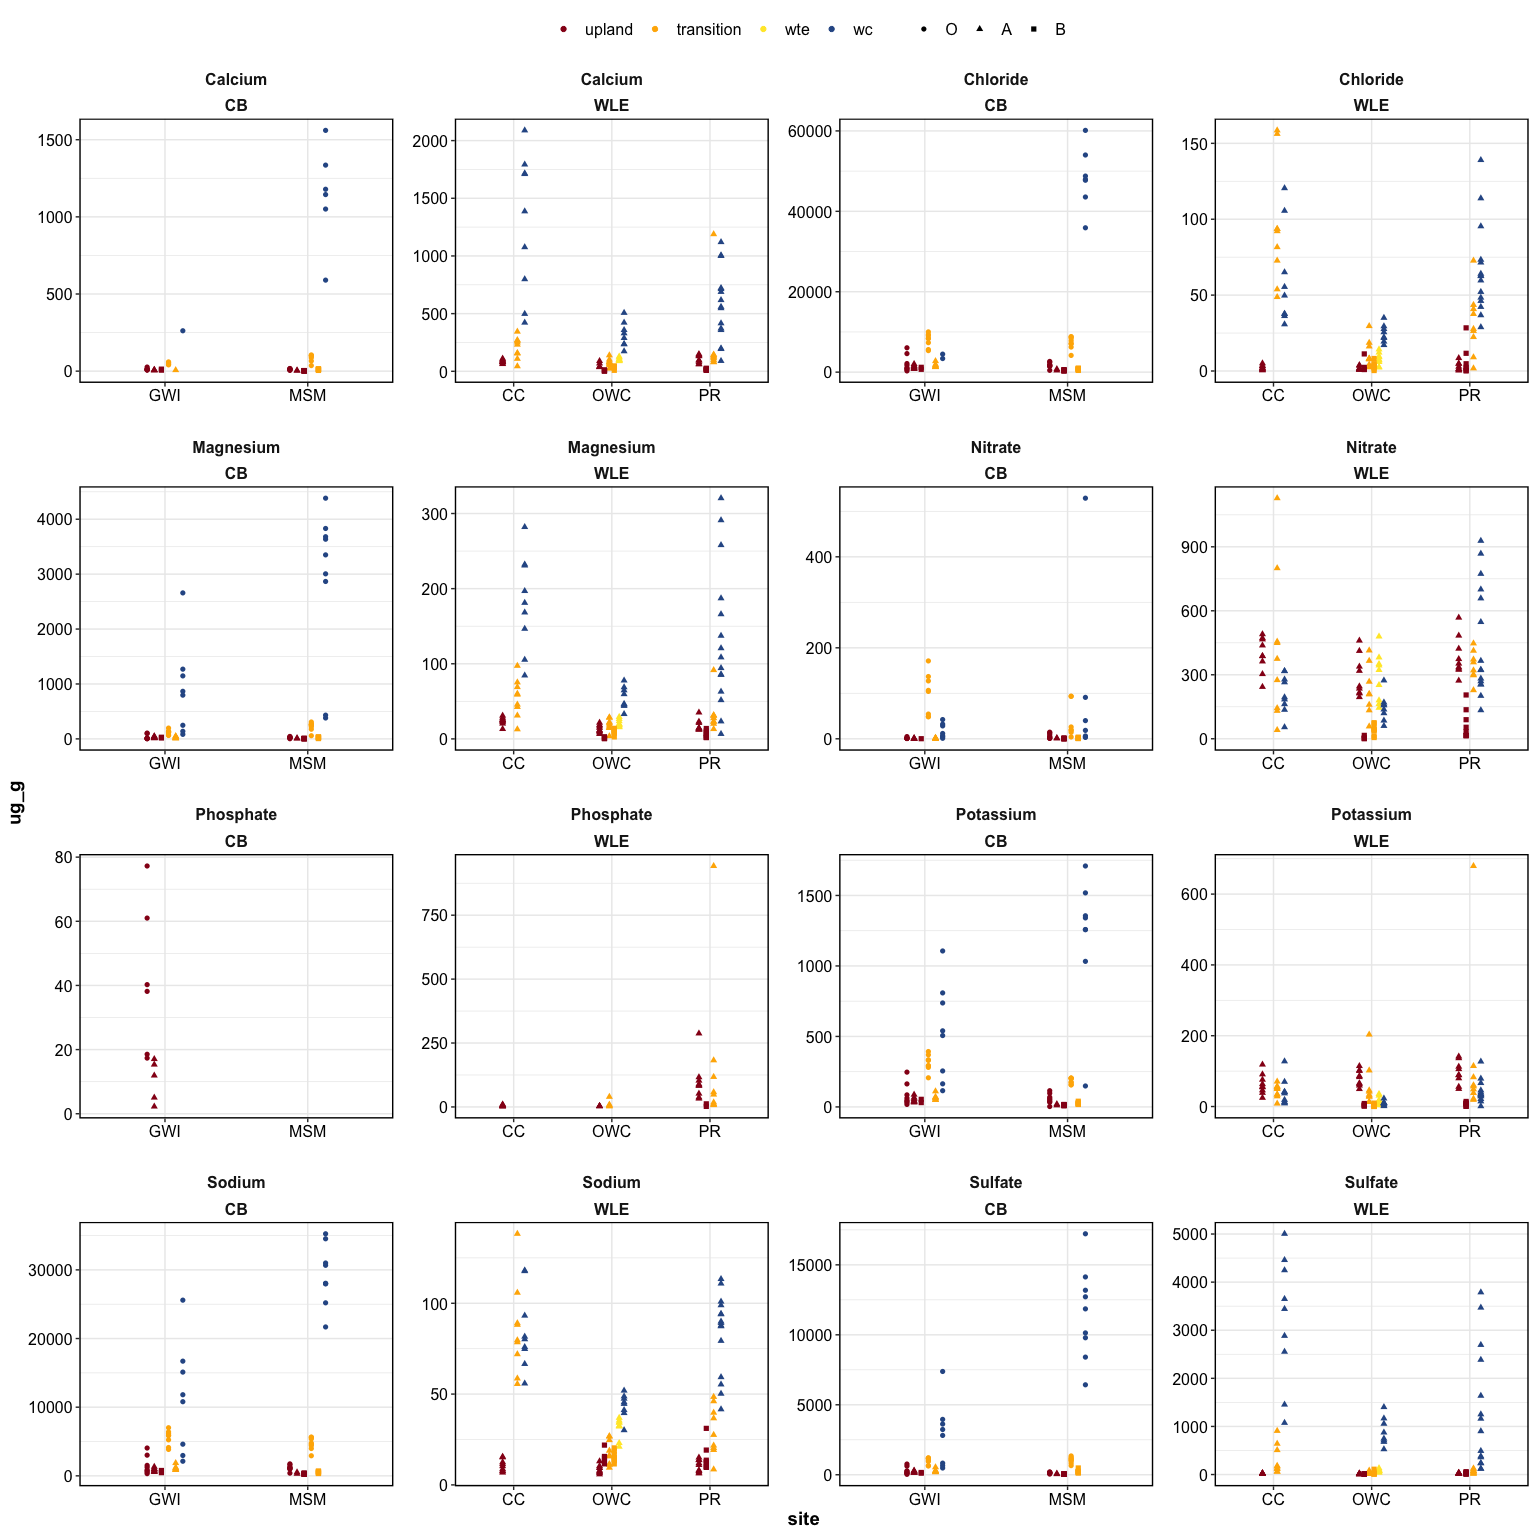 upland transition wte wc O A B
Calcium Calcium Chloride Chloride
CB WLE CB WLE
1500 1000 500 0
2000 1500 1000 500 0
60000 40000 20000 0
150 100 50 0
GWI MSM CC OWC PR GWI MSM CC OWC PR
Magnesium Magnesium Nitrate Nitrate
CB WLE CB WLE
4000 3000 2000 1000 0
300 200 100 0
400 200 0
900 600 300 0
GWI MSM CC OWC PR GWI MSM CC OWC PR
ug_g
Phosphate Phosphate Potassium Potassium
CB WLE CB WLE
80 60 40 20 0
750 500 250 0
1500 1000 500 0
600 400 200 0
GWI MSM CC OWC PR GWI MSM CC OWC PR
Sodium Sodium Sulfate Sulfate
CB WLE CB WLE
30000 20000 10000 0
100 50 0
15000 10000 5000 0
5000 4000 3000 2000 1000 0
GWI MSM CC OWC PR GWI MSM CC OWC PR
site